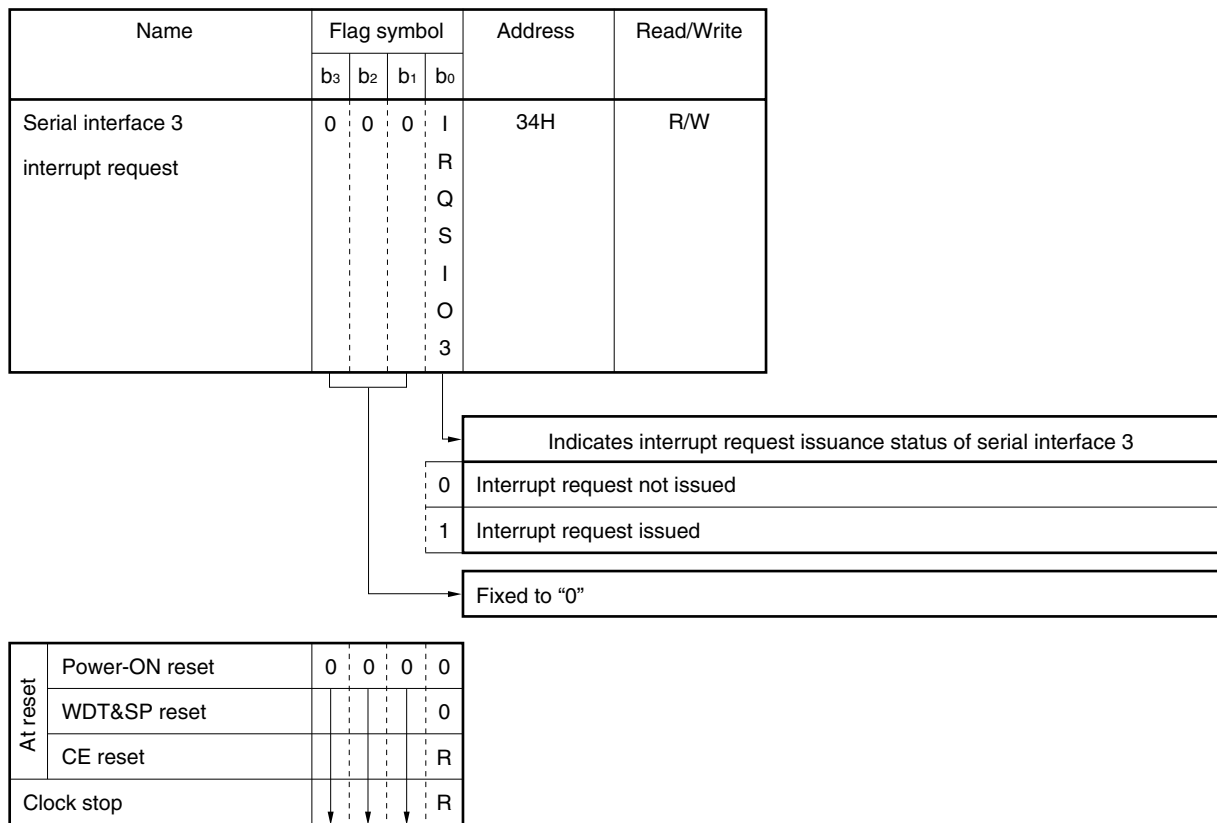 Name Flag symbol Address Read/Write
b3 b2 b1 b0
Serial interface 3 0 0 0 I 34H R/W
interrupt request R
Q
S
I
O
3
Indicates interrupt request issuance status of serial interface 3
0 Interrupt request not issued
1 Interrupt request issued
Fixed to “0”
At reset
Power-ON reset 0 0 0 0
WDT&SP reset 0
CE reset R
Clock stop R